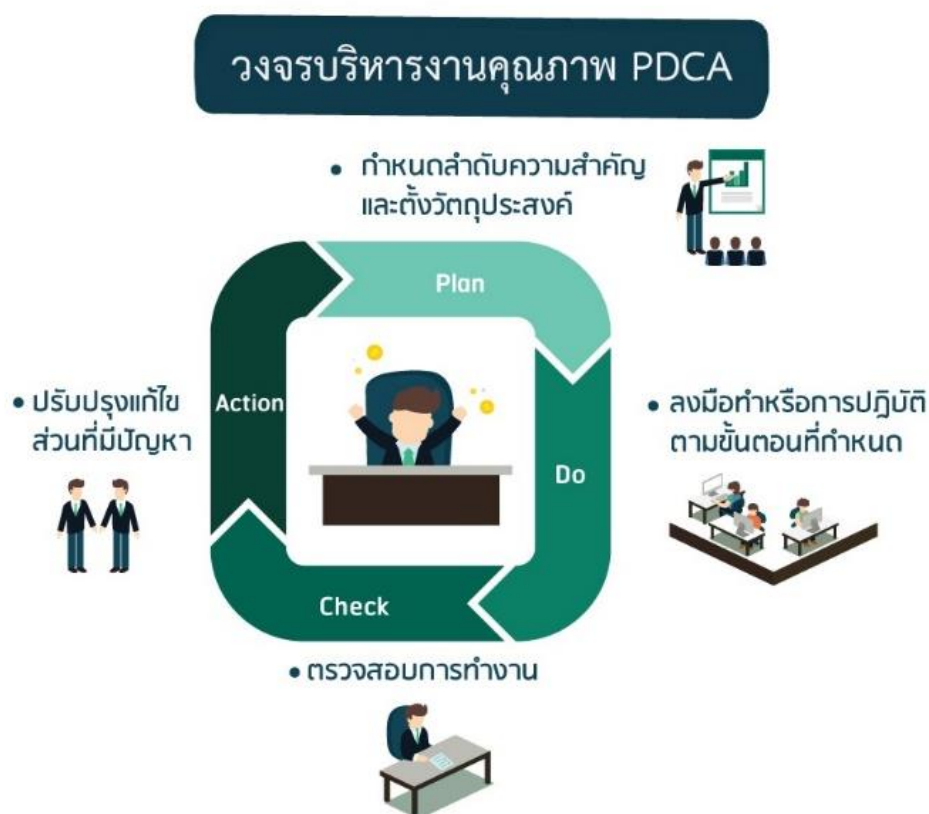 วงจรบริหารงานคุณภาพ PDCA
• กำหนดลำดับความสำคัญ
และตั้งวัตถุประสงค์
Plan
Action
• ปรับปรุงแก้ไข
ส่วนที่มีปัญหา
• ลงมือทำหรือการปฏิบัติ
ตามขั้นตอนที่กำหนด
Do
Check
• ตรวจสอบการทำงาน